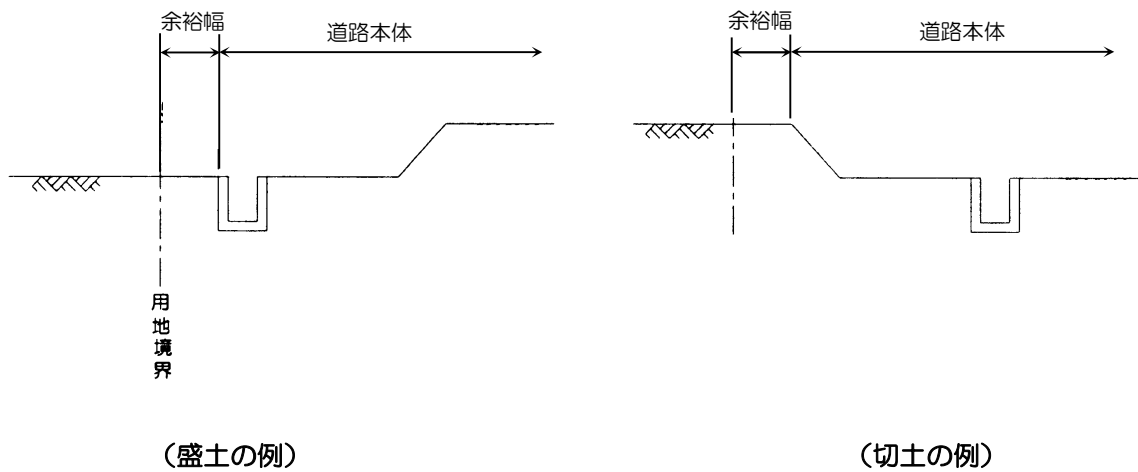 余裕幅
道路本体
余裕幅
道路本体
用地境界
（盛土の例）
（切土の例）